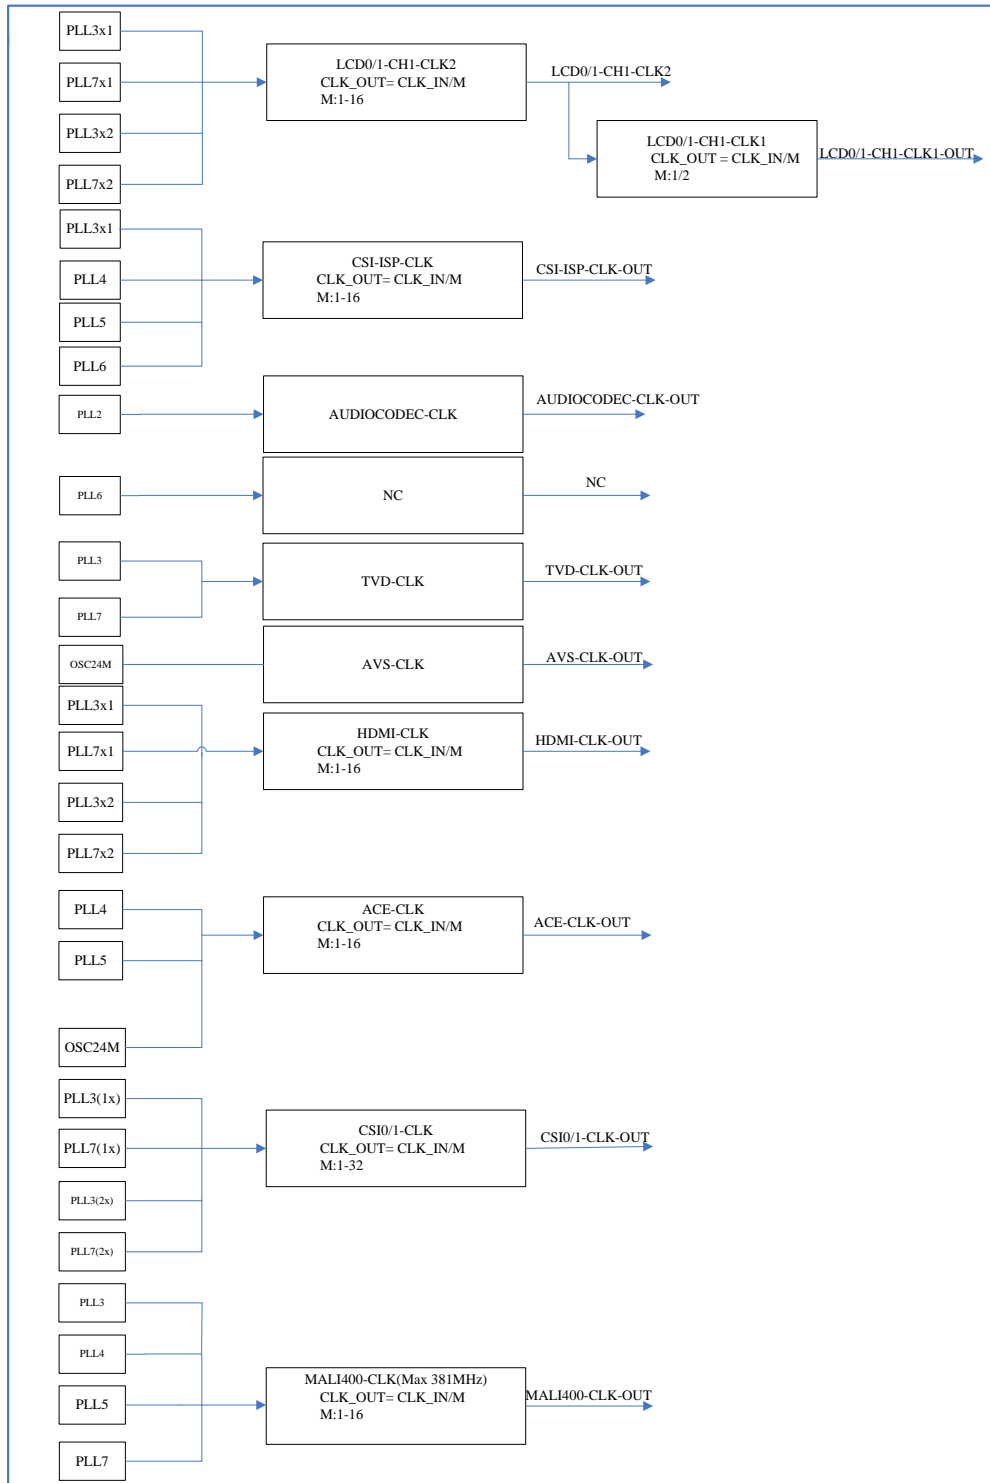 PLL3x1
PLL7x1
PLL3x2
PLL7x2
LCD0/1-CH1-CLK2
CLK_OUT= CLK_IN/M
M:1-16
LCD0/1-CH1-CLK2
LCD0/1-CH1-CLK1
CLK_OUT = CLK_IN/M
M:1/2
LCD0/1-CH1-CLK1-OUT
PLL3x1
PLL4
PLL5
PLL6
CSI-ISP-CLK
CLK_OUT= CLK_IN/M
M:1-16
CSI-ISP-CLK-OUT
PLL2
AUDIOCODEC-CLK
AUDIOCODEC-CLK-OUT
PLL6
NC
NC
PLL3
PLL7
TVD-CLK
TVD-CLK-OUT
OSC24M
AVS-CLK
AVS-CLK-OUT
PLL3x1
PLL7x1
PLL3x2
PLL7x2
HDMI-CLK
CLK_OUT= CLK_IN/M
M:1-16
HDMI-CLK-OUT
PLL4
PLL5
OSC24M
ACE-CLK
CLK_OUT= CLK_IN/M
M:1-16
ACE-CLK-OUT
PLL3(1x)
PLL7(1x)
PLL3(2x)
PLL7(2x)
CSI0/1-CLK
CLK_OUT= CLK_IN/M
M:1-32
CSI0/1-CLK-OUT
PLL3
PLL4
PLL5
PLL7
MALI400-CLK(Max 381MHz)
CLK_OUT= CLK_IN/M
M:1-16
MALI400-CLK-OUT